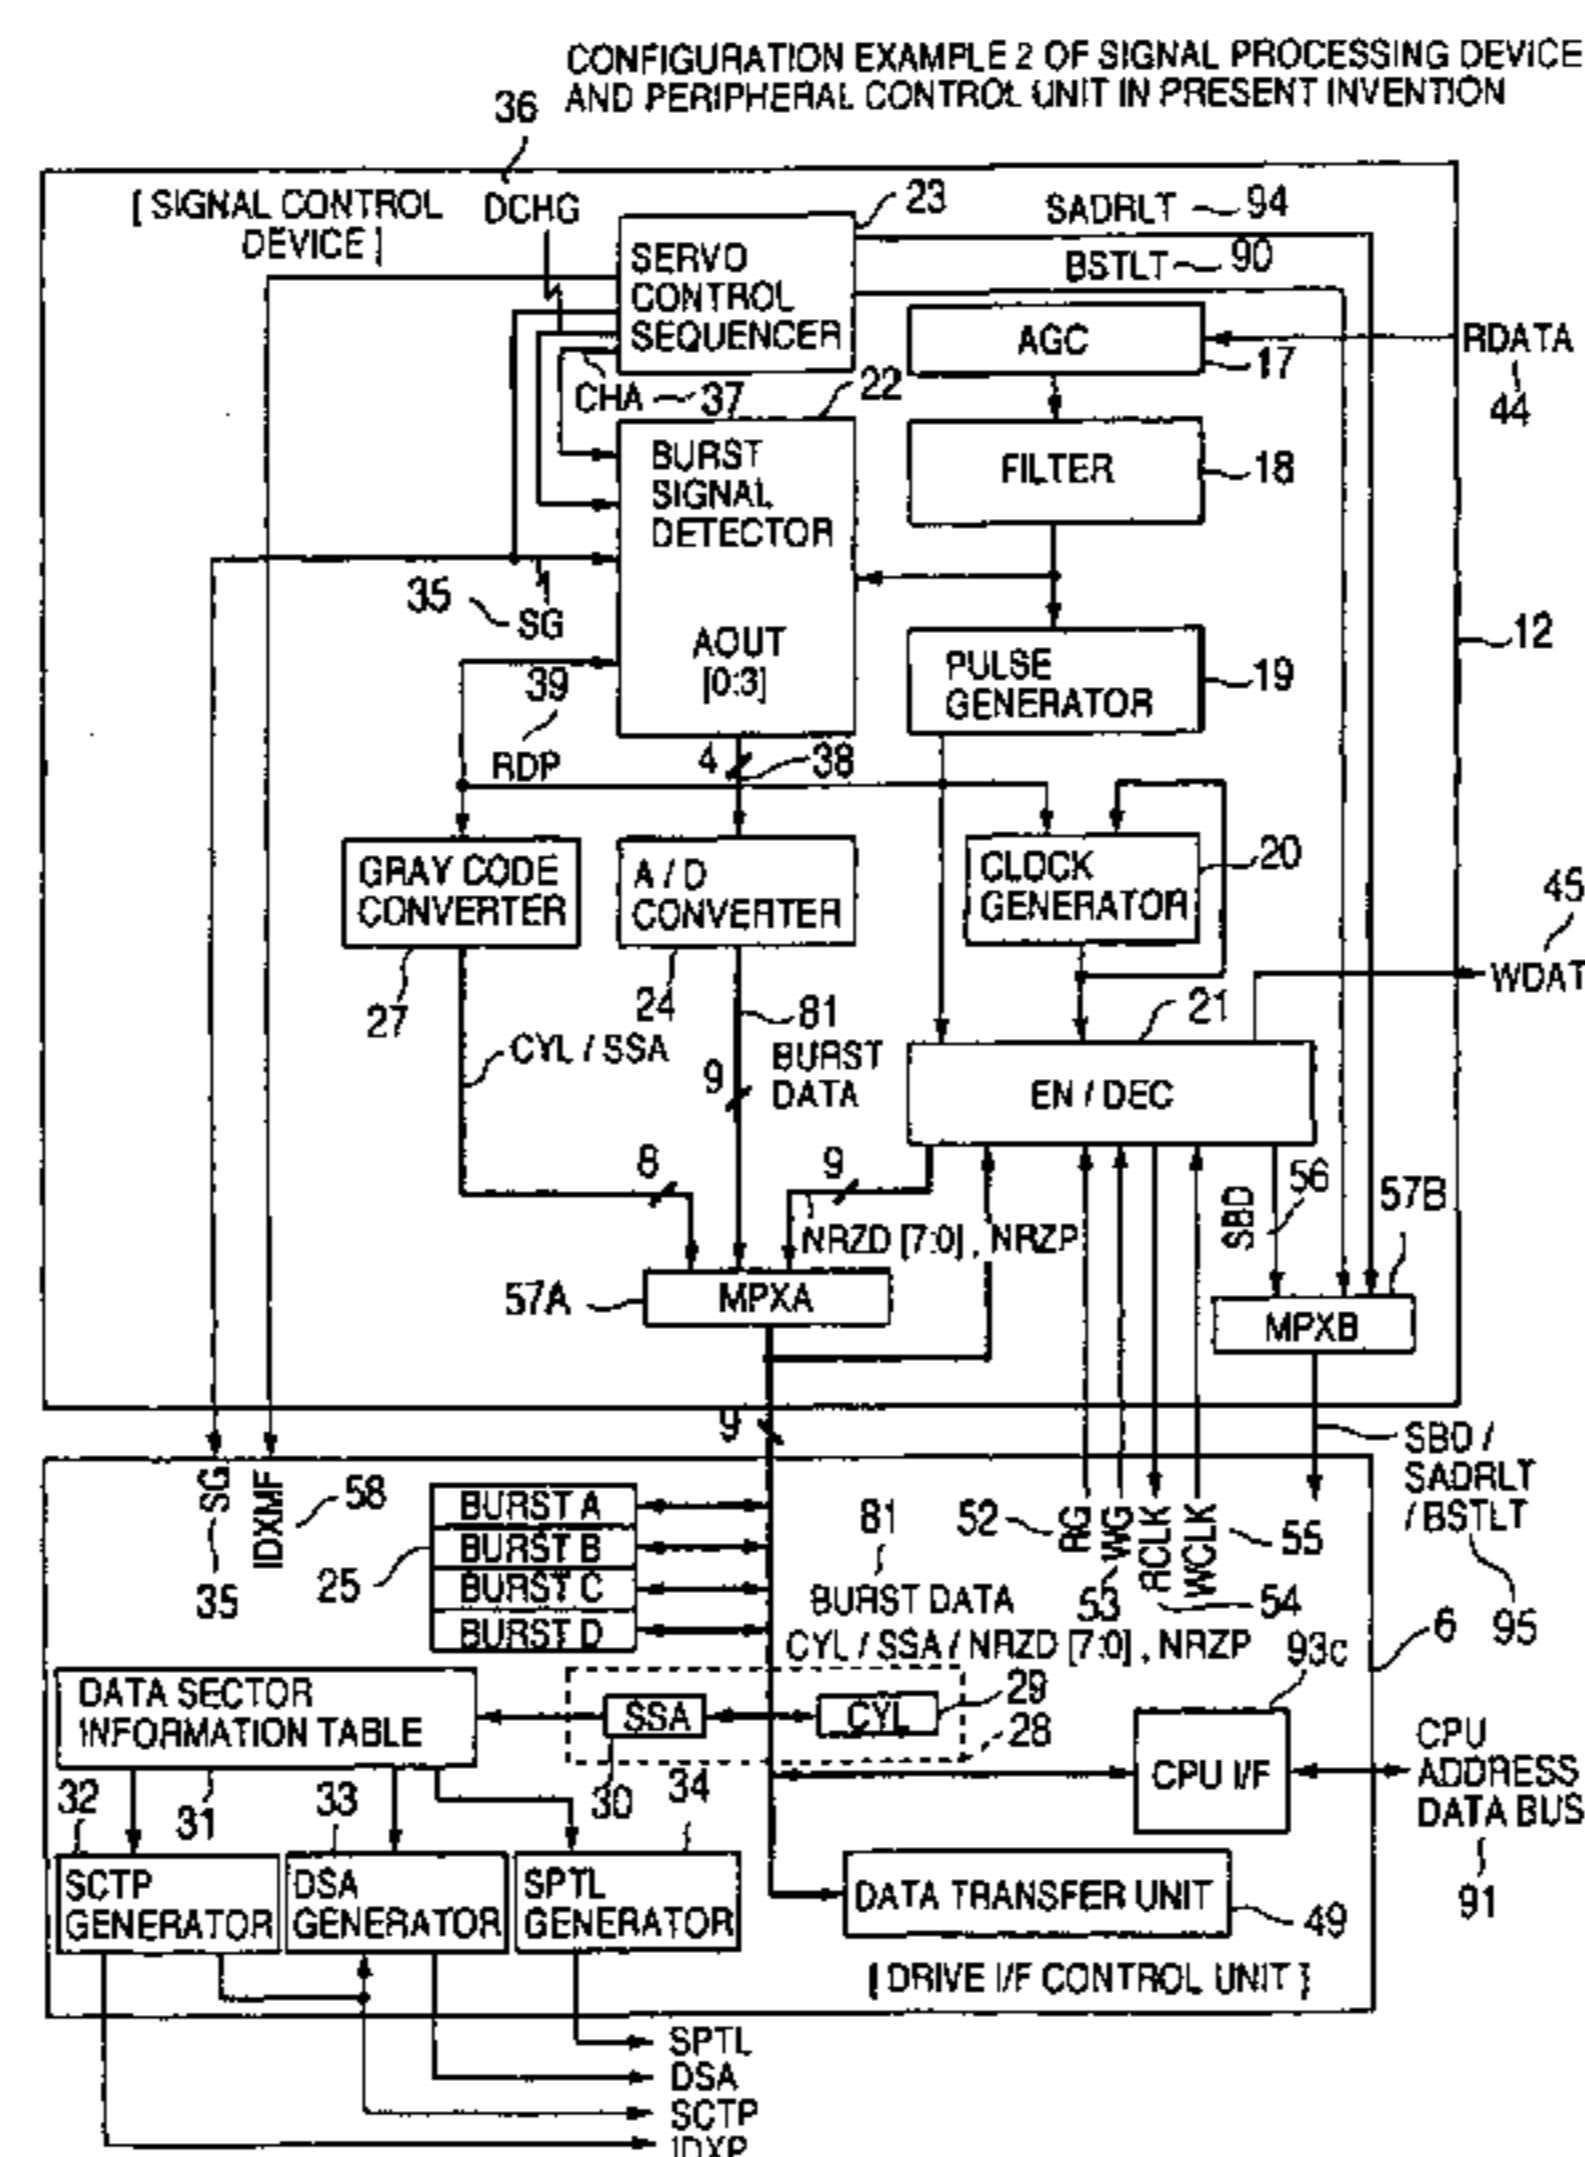 CONFIGURATION EXAMPLE 2 OF SIGNAL PROCESSING DEVICE
AND PERIPHERAL CONTROL UNIT IN PRESENT INVENTION
36
[ SIGNAL CONTROL
DEVICE ]
DCHG
23
SADRLT 94
BSTLT 90
SERVO
CONTROL
SEQUENCER
AGC
17
RDATA
44
CHA 37
22
BURST
SIGNAL
DETECTOR
FILTER
18
35
SG
12
AOUT
[0:3]
39
PULSE
GENERATOR
19
RDP
4
38
GRAY CODE
CONVERTER
27
A / D
CONVERTER
24
CLOCK
GENERATOR
20
45
WDAT
21
CYL / SSA
81
BURST
DATA
9
EN / DEC
8
9
NRZD [7:0] , NRZP
SBD
56
57B
57A
MPXA
MPXB
9
SBD /
SADRLT
/ BSTLT
95
SG
35
IDXMF
58
BURST A
BURST B
BURST C
BURST D
25
81
BURST DATA
CYL / SSA / NRZD [7:0] , NRZP
52
RG
WG
53
RCLK
54
WCLK
55
6
93c
DATA SECTOR
INFORMATION TABLE
SSA
CYL
29
28
30
31
CPU I/F
CPU
ADDRESS
DATA BUS
91
32
33
34
SCTP
GENERATOR
DSA
GENERATOR
SPTL
GENERATOR
DATA TRANSFER UNIT
49
[ DRIVE I/F CONTROL UNIT ]
SPTL
DSA
SCTP
IDXP